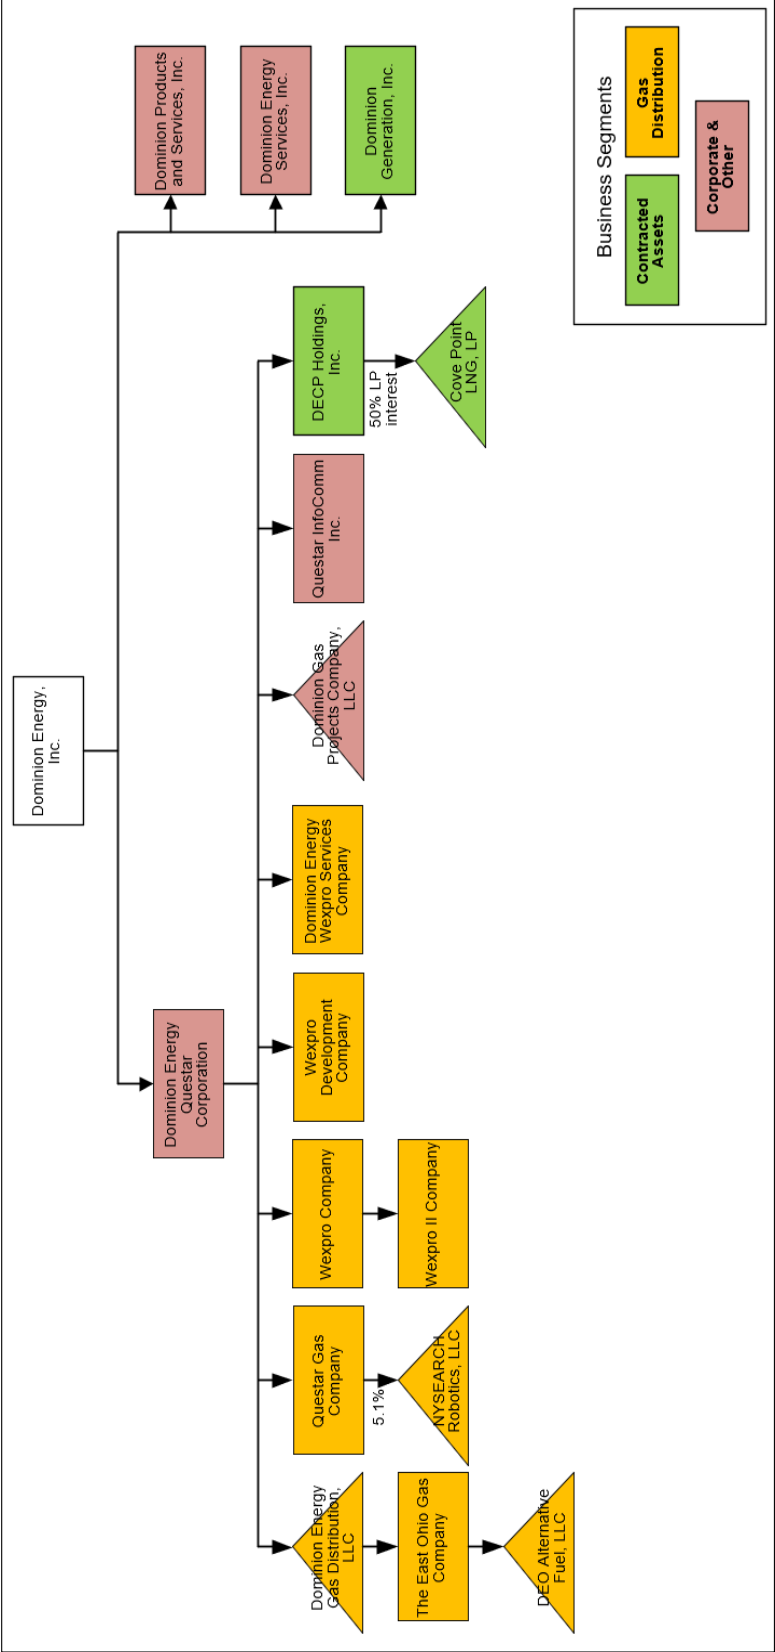 Dominion Energy,
Inc.
Dominion Energy
Questar
Corporation
Dominion Products
and Services, Inc.
Dominion Energy
Services, Inc.
Dominion
Generation, Inc.
Dominion Energy
Gas Distribution,
LLC
Questar Gas
Company
Wexpro Company
Wexpro
Development
Company
Dominion Energy
Wexpro Services
Company
Dominion Gas
Projects Company,
LLC
Questar InfoComm
Inc.
DECP Holdings,
Inc.
The East Ohio Gas
Company
5.1%
NYSEARCH
Robotics, LLC
Wexpro II Company
50% LP
interest
Cove Point
LNG, LP
DEO Alternative
Fuel, LLC
Business Segments
Contracted
Assets
Gas
Distribution
Corporate &
Other